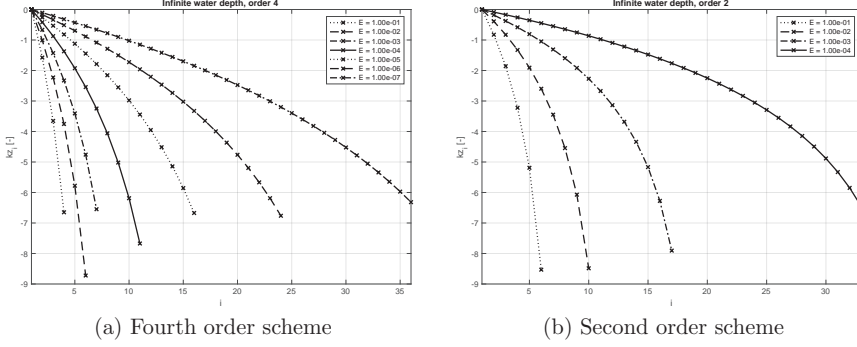 Infinite water depth, order 4
E = 1.00e-01
E = 1.00e-02
E = 1.00e-03
E = 1.00e-05
E = 1.00e-06
E = 1.00e-07
0
-1
-2
-3
-4
-5
-6
-7
-8
-9
kz_i [-]
5 10 15 20 25 30 35
i
(a) Fourth order scheme
Infinite water depth, order 2
E = 1.00e-01
E = 1.00e-02
E = 1.00e-03
E = 1.00e-04
0
-1
-2
-3
-4
-5
-6
-7
-8
-9
kz_i [-]
5 10 15 20 25 30
i
(b) Second order scheme